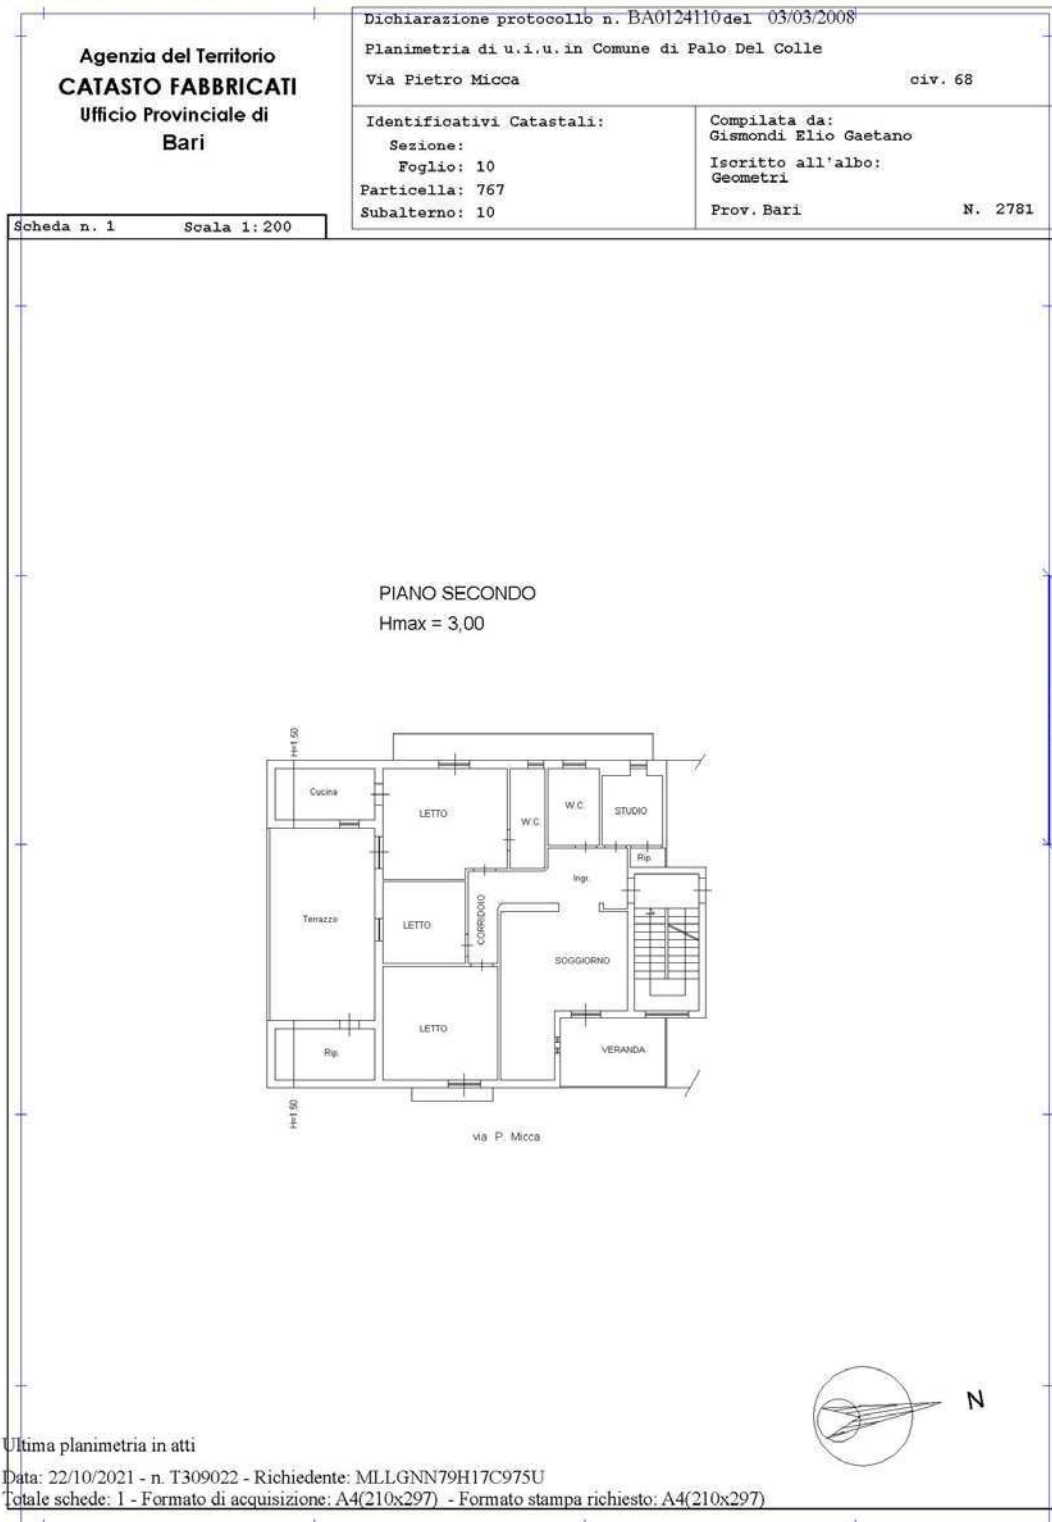 Agenzia del Territorio
CATASTO FABBRICATI
Ufficio Provinciale di
Bari
Dichiarazione protocollo n. BA0124110 del 03/03/2008
Planimetria di u.i.u. in Comune di Palo Del Colle
Via Pietro Micca civ. 68
Identificativi Catastali:
Sezione:
Foglio: 10
Particella: 767
Subalterno: 10
Compilata da:
Gismondi Elio Gaetano
Iscritto all'albo:
Geometri
Prov. Bari N. 2781
Scheda n. 1 Scala 1:200
PIANO SECONDO
Hmax = 3,00
H=1.50
Cucina
LETTO
W.C.
W.C.
STUDIO
Rip.
Ingr.
Terrazzo
LETTO
CORRIDOIO
SOGGIORNO
LETTO
Rip.
VERANDA
H=1.50
via P. Micca
N
Ultima planimetria in atti
Data: 22/10/2021 - n. T309022 - Richiedente: MLLGNN79H17C975U
Totale schede: 1 - Formato di acquisizione: A4(210x297) - Formato stampa richiesto: A4(210x297)